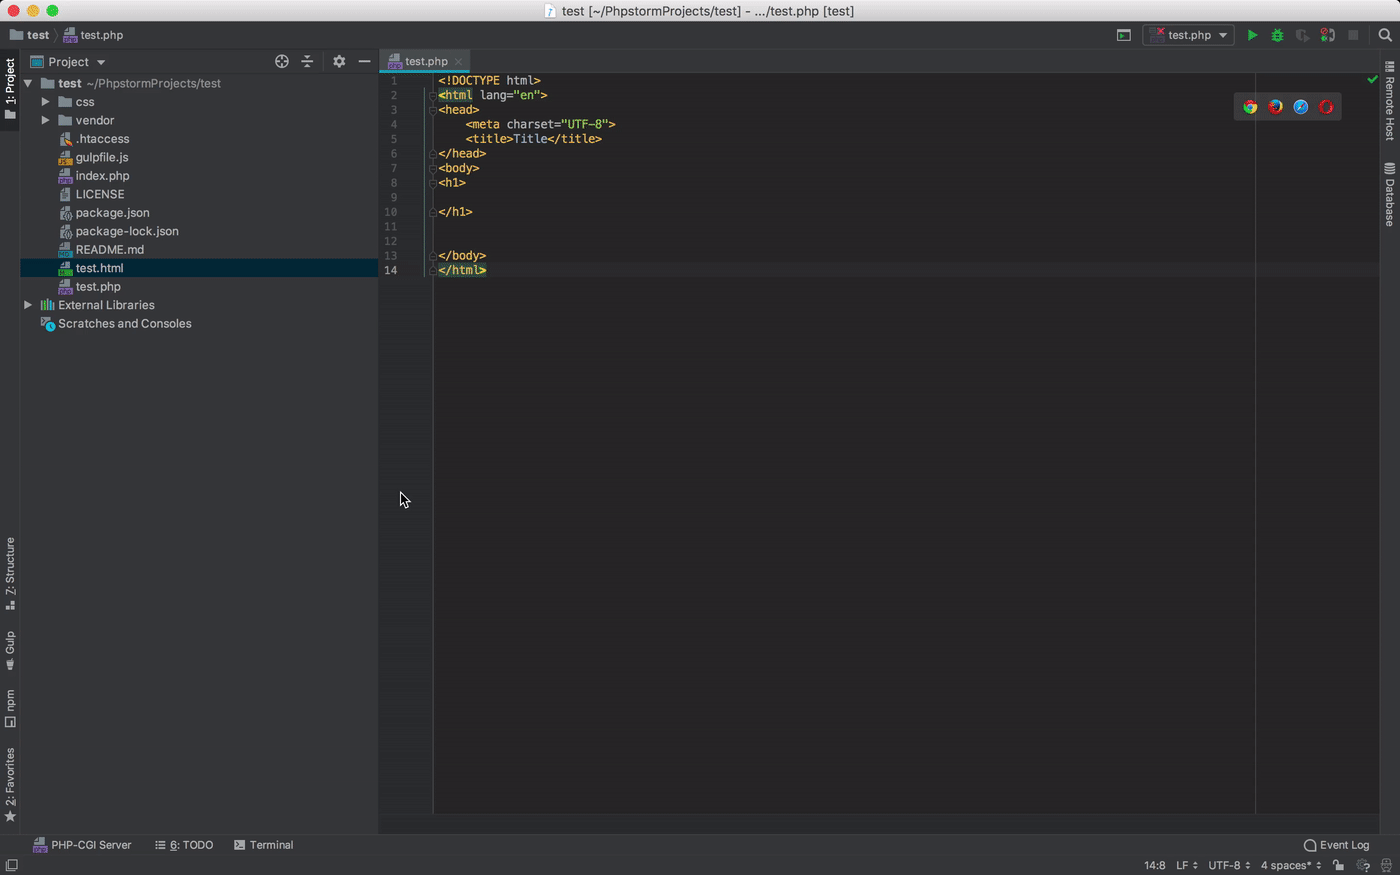 test [~/PhpstormProjects/test] - .../test.php [test]
test
test.php
test.php
1: Project
Project
test.php
test ~/PhpstormProjects/test
css
vendor
.htaccess
gulpfile.js
index.php
LICENSE
package.json
package-lock.json
README.md
test.html
test.php
External Libraries
Scratches and Consoles
1 <!DOCTYPE html>
2 <html lang="en">
3 <head>
4 <meta charset="UTF-8">
5 <title>Title</title>
6 </head>
7 <body>
8 <h1>
9
10 </h1>
11
12
13 </body>
14 </html>
Remote Host
Database
Z: Structure
Gulp
npm
2: Favorites
PHP-CGI Server
6: TODO
Terminal
Event Log
14:8 LF UTF-8 4 spaces*